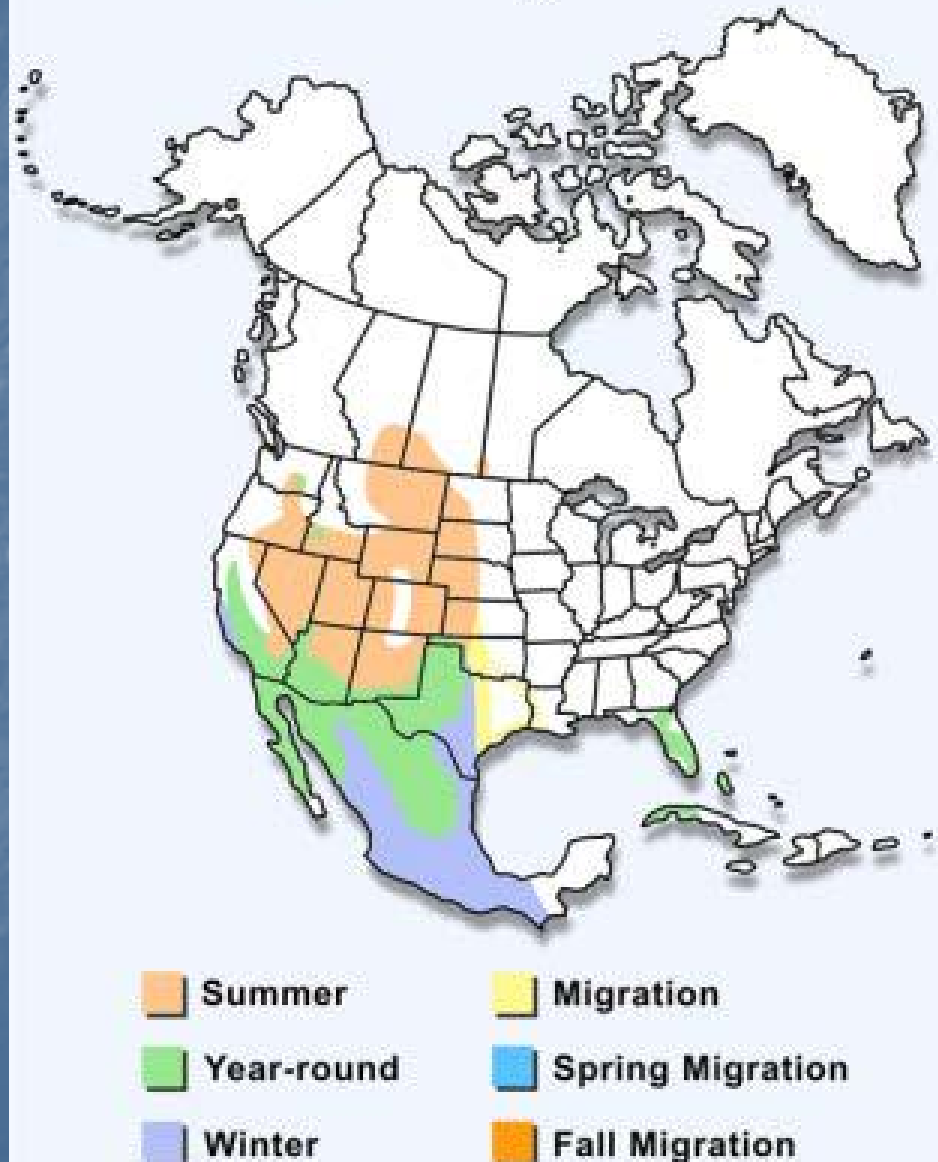 Summer
Migration
Year-round
Spring Migration
Winter
Fall Migration